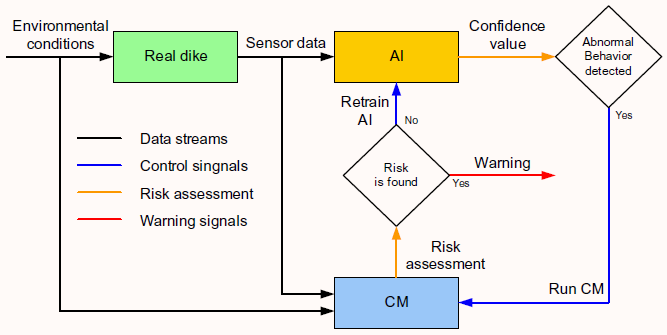 Environmental
conditions
Real dike
Sensor data
AI
Confidence
value
Abnormal
Behavior
detected
Yes
Retrain
AI
No
Risk
is found
Yes
Warning
Data streams
Control singnals
Risk assessment
Warning signals
Risk
assessment
CM
Run CM